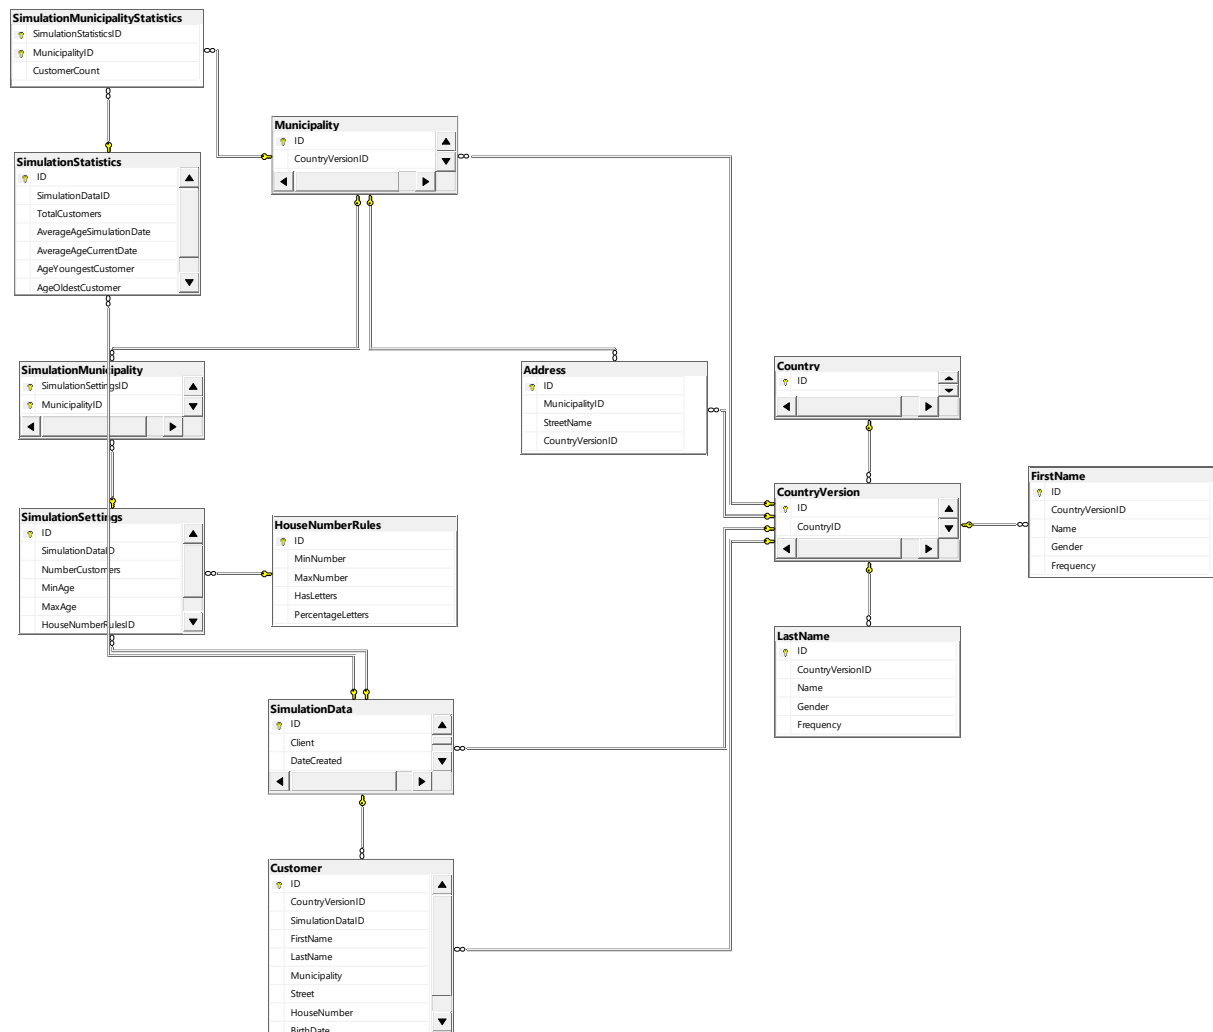 SimulationMunicipalityStatistics
SimulationStatisticsID
MunicipalityID
CustomerCount
Municipality
ID
CountryVersionID
SimulationStatistics
ID
SimulationDataID
TotalCustomers
AverageAgeSimulationDate
AverageAgeCurrentDate
AgeYoungestCustomer
AgeOldestCustomer
SimulationMunicipality
SimulationSettingsID
MunicipalityID
Address
ID
MunicipalityID
StreetName
CountryVersionID
Country
ID
CountryVersion
ID
CountryID
FirstName
ID
CountryVersionID
Name
Gender
Frequency
SimulationSettings
ID
SimulationDataID
NumberCustomers
MinAge
MaxAge
HouseNumberRulesID
HouseNumberRules
ID
MinNumber
MaxNumber
HasLetters
PercentageLetters
LastName
ID
CountryVersionID
Name
Gender
Frequency
SimulationData
ID
Client
DateCreated
Customer
ID
CountryVersionID
SimulationDataID
FirstName
LastName
Municipality
Street
HouseNumber
BirthDate